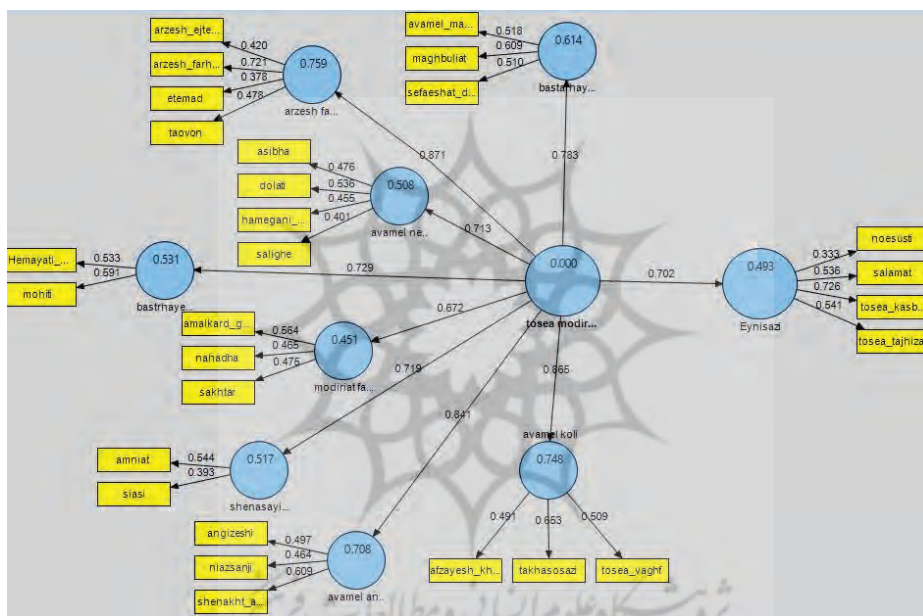 arzesh_ejte...
0.420
arzesh_farh...
0.721
etemad
0.378
taovon
0.478
0.759
arzesh fa...
avamel_ma...
0.518
maghbuliat
0.609
sefaeshat_d...
0.510
0.614
bastarhay...
0.783
0.871
asibha
0.476
dolati
0.536
hamegani_...
0.455
salighe
0.401
0.508
avamel ne...
0.713
Hemayati_...
0.533
mohiti
0.591
0.531
bastrhaye...
0.729
0.000
tosea modir...
0.702
0.493
Eynisazi
noesusti
0.333
salamat
0.536
tosea_kasb...
0.726
tosea_tajhiza...
0.541
amalkard_g...
0.564
nahadha
0.465
sakhtar
0.475
0.451
modiriat fa...
0.672
0.719
0.841
0.865
amniat
0.544
siasi
0.393
0.517
shenasayi...
angizeshi
0.497
niazsanji
0.464
shenakht_a...
0.609
0.708
avamel an...
avamel koli
0.748
0.491
0.653
0.509
afzayesh_kh...
takhasosazi
tosea_vaghf